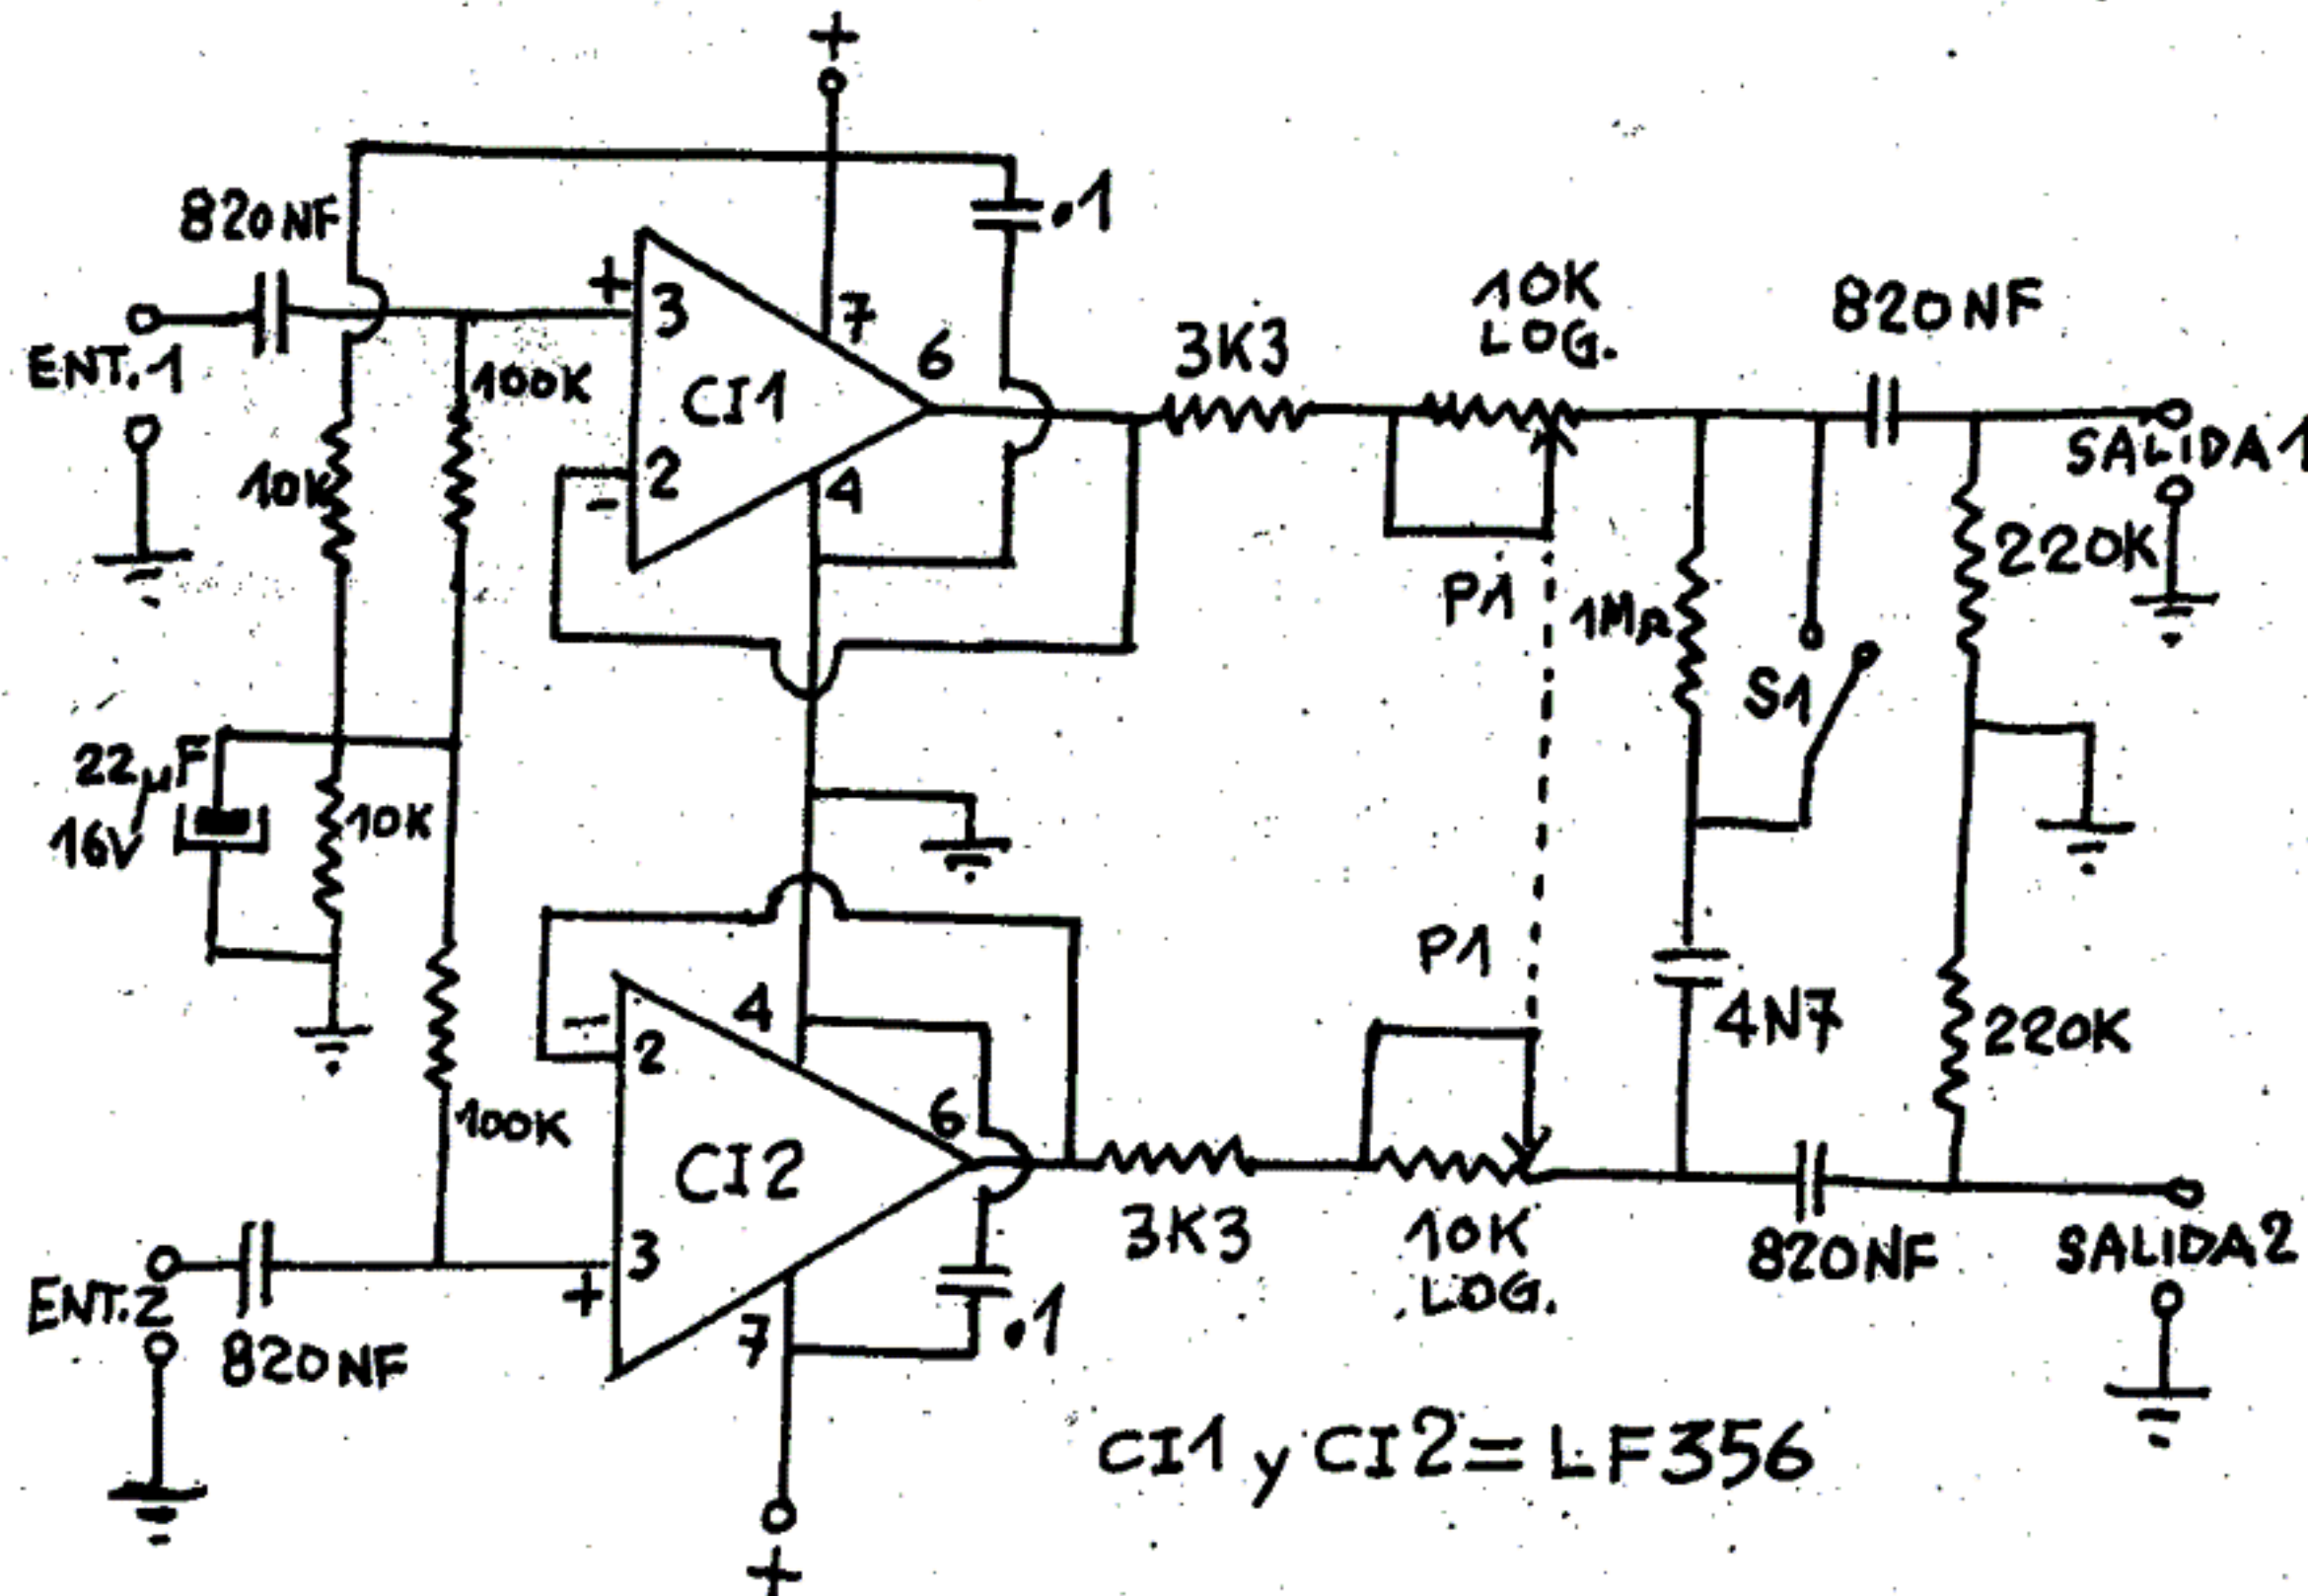 +
820NF
.1
+
3
7
6
10K
LOG.
820NF
3K3
ENT.1
100K
CI1
SALIDA1
10K
2
-
4
220K
P1
1MΩ
S1
22µF
16V
10K
P1
4
-
2
4N7
220K
6
100K
CI2
3
+
3K3
10K
LOG.
820NF
SALIDA2
ENT.2
820NF
7
.1
CI1 y CI2= LF356
+